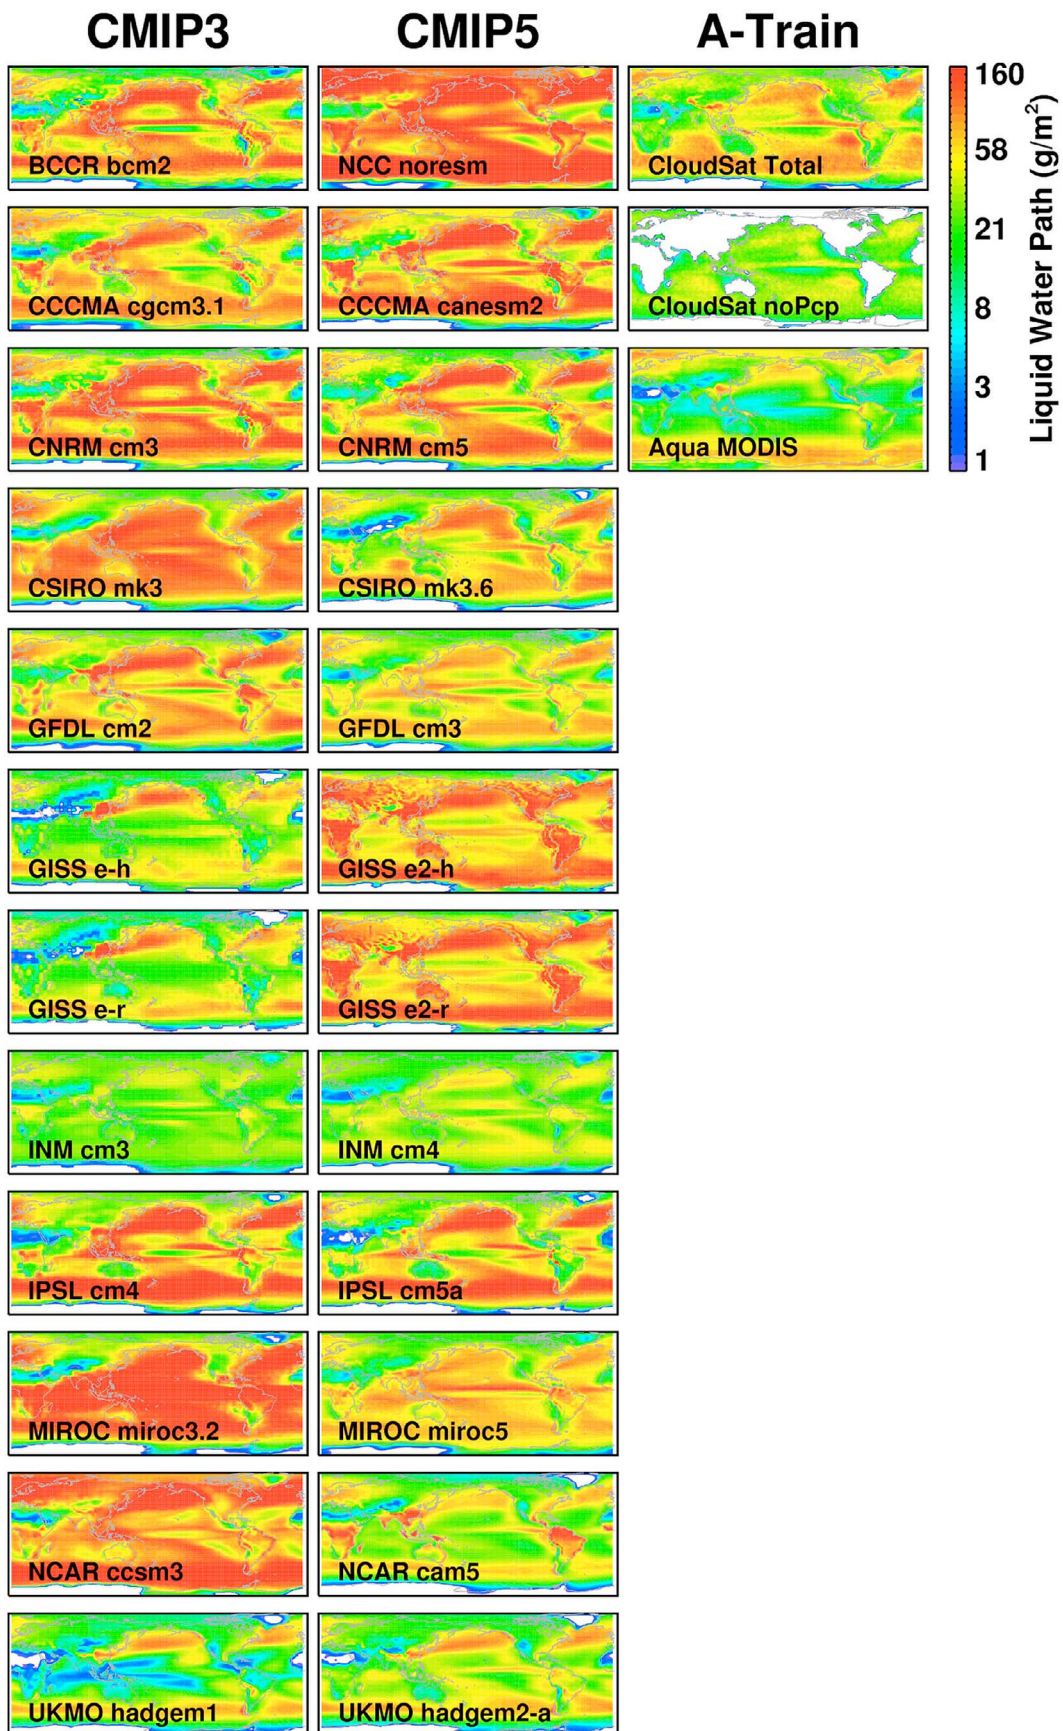 CMIP3 CMIP5 A-Train
BCCR bcm2 NCC noresm CloudSat Total
CCCMA cgcm3.1 CCCMA canesm2 CloudSat noPcp
CNRM cm3 CNRM cm5 Aqua MODIS
160
58
21
8
3
1
Liquid Water Path (g/m²)
CSIRO mk3 CSIRO mk3.6
GFDL cm2 GFDL cm3
GISS e-h GISS e2-h
GISS e-r GISS e2-r
INM cm3 INM cm4
IPSL cm4 IPSL cm5a
MIROC miroc3.2 MIROC miroc5
NCAR ccsm3 NCAR cam5
UKMO hadgem1 UKMO hadgem2-a